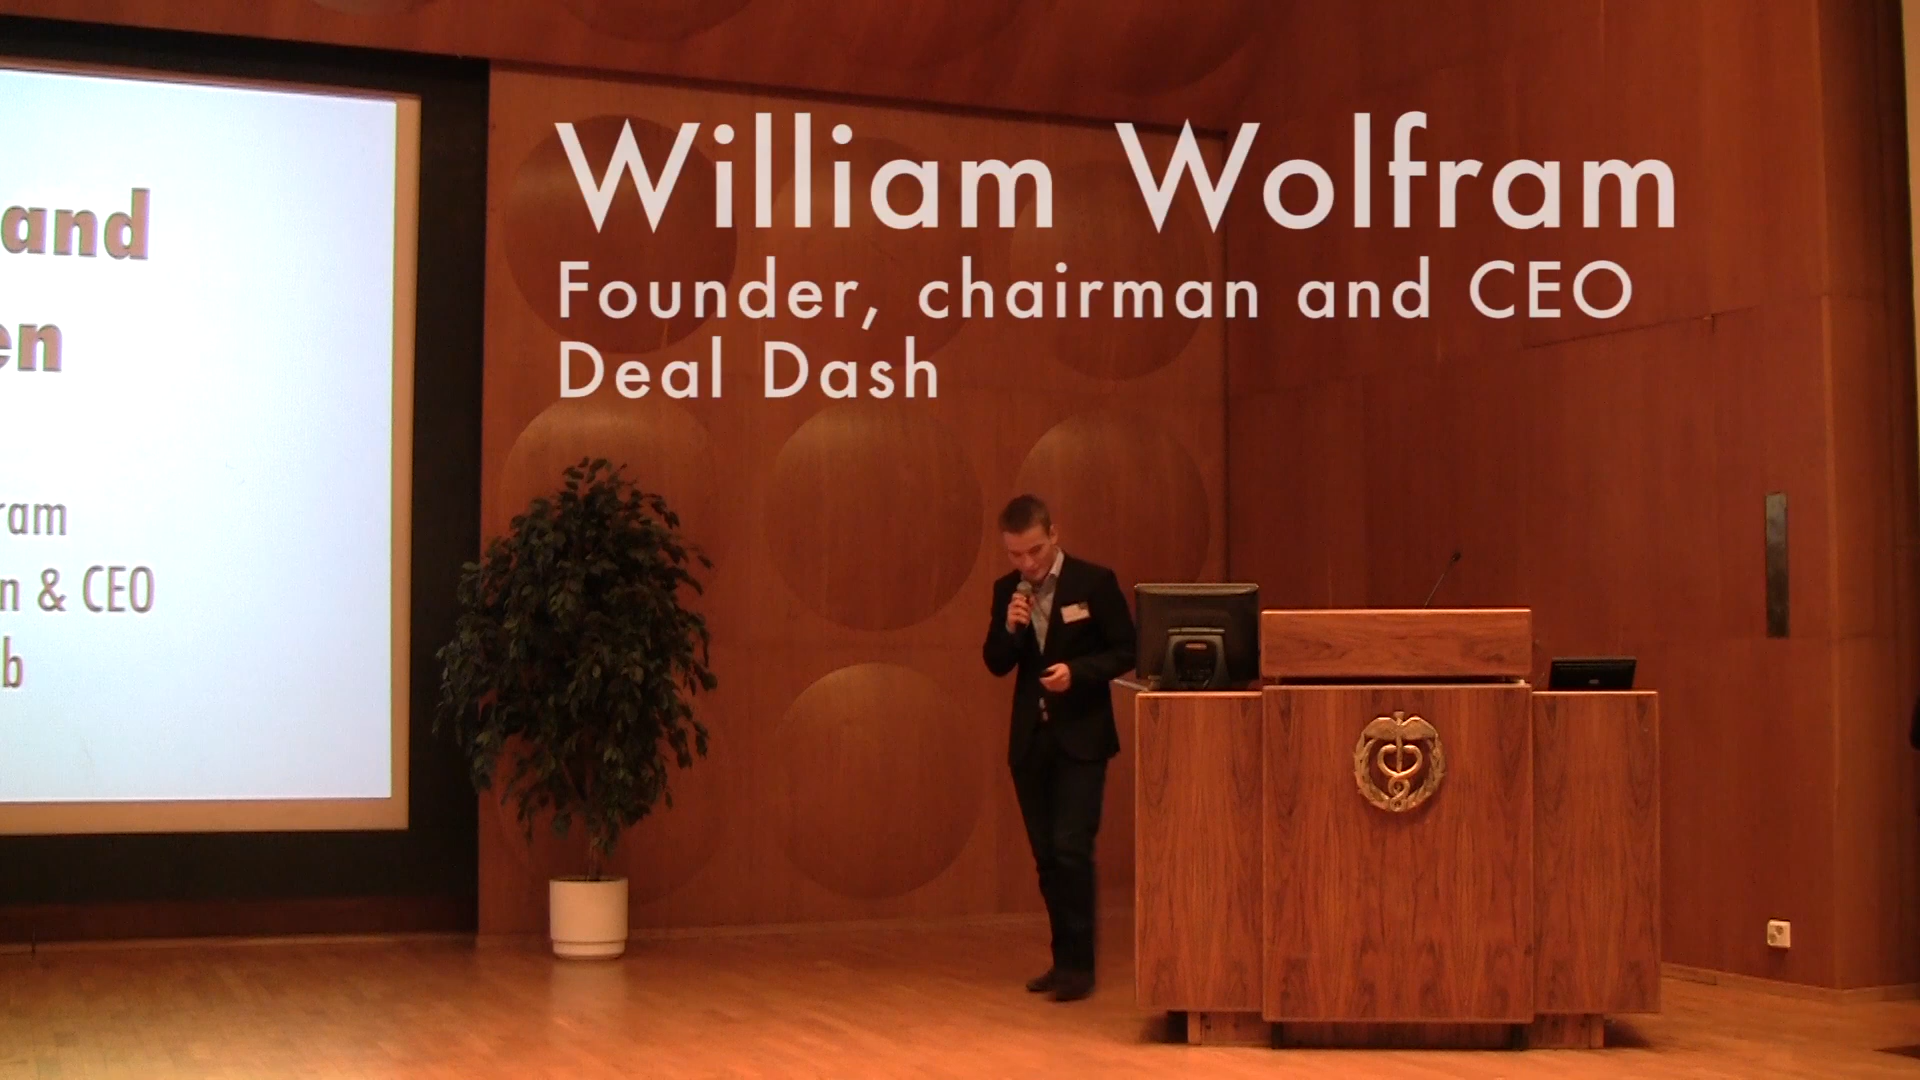 William Wolfram
Founder, chairman and CEO
Deal Dash
and
en
ram
n & CEO
b